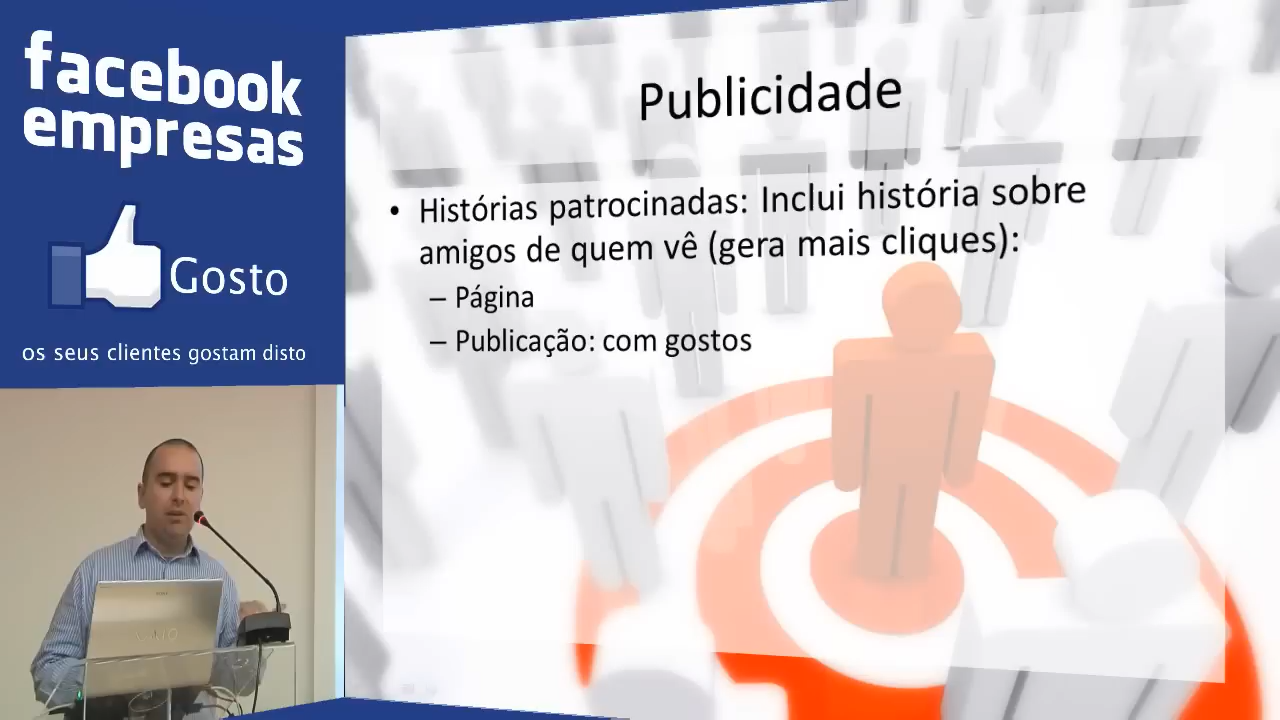 facebook
empresas
Gosto
os seus clientes gostam disto
Publicidade
• Histórias patrocinadas: Inclui história sobre
amigos de quem vê (gera mais cliques):
– Página
– Publicação: com gostos
VAIO